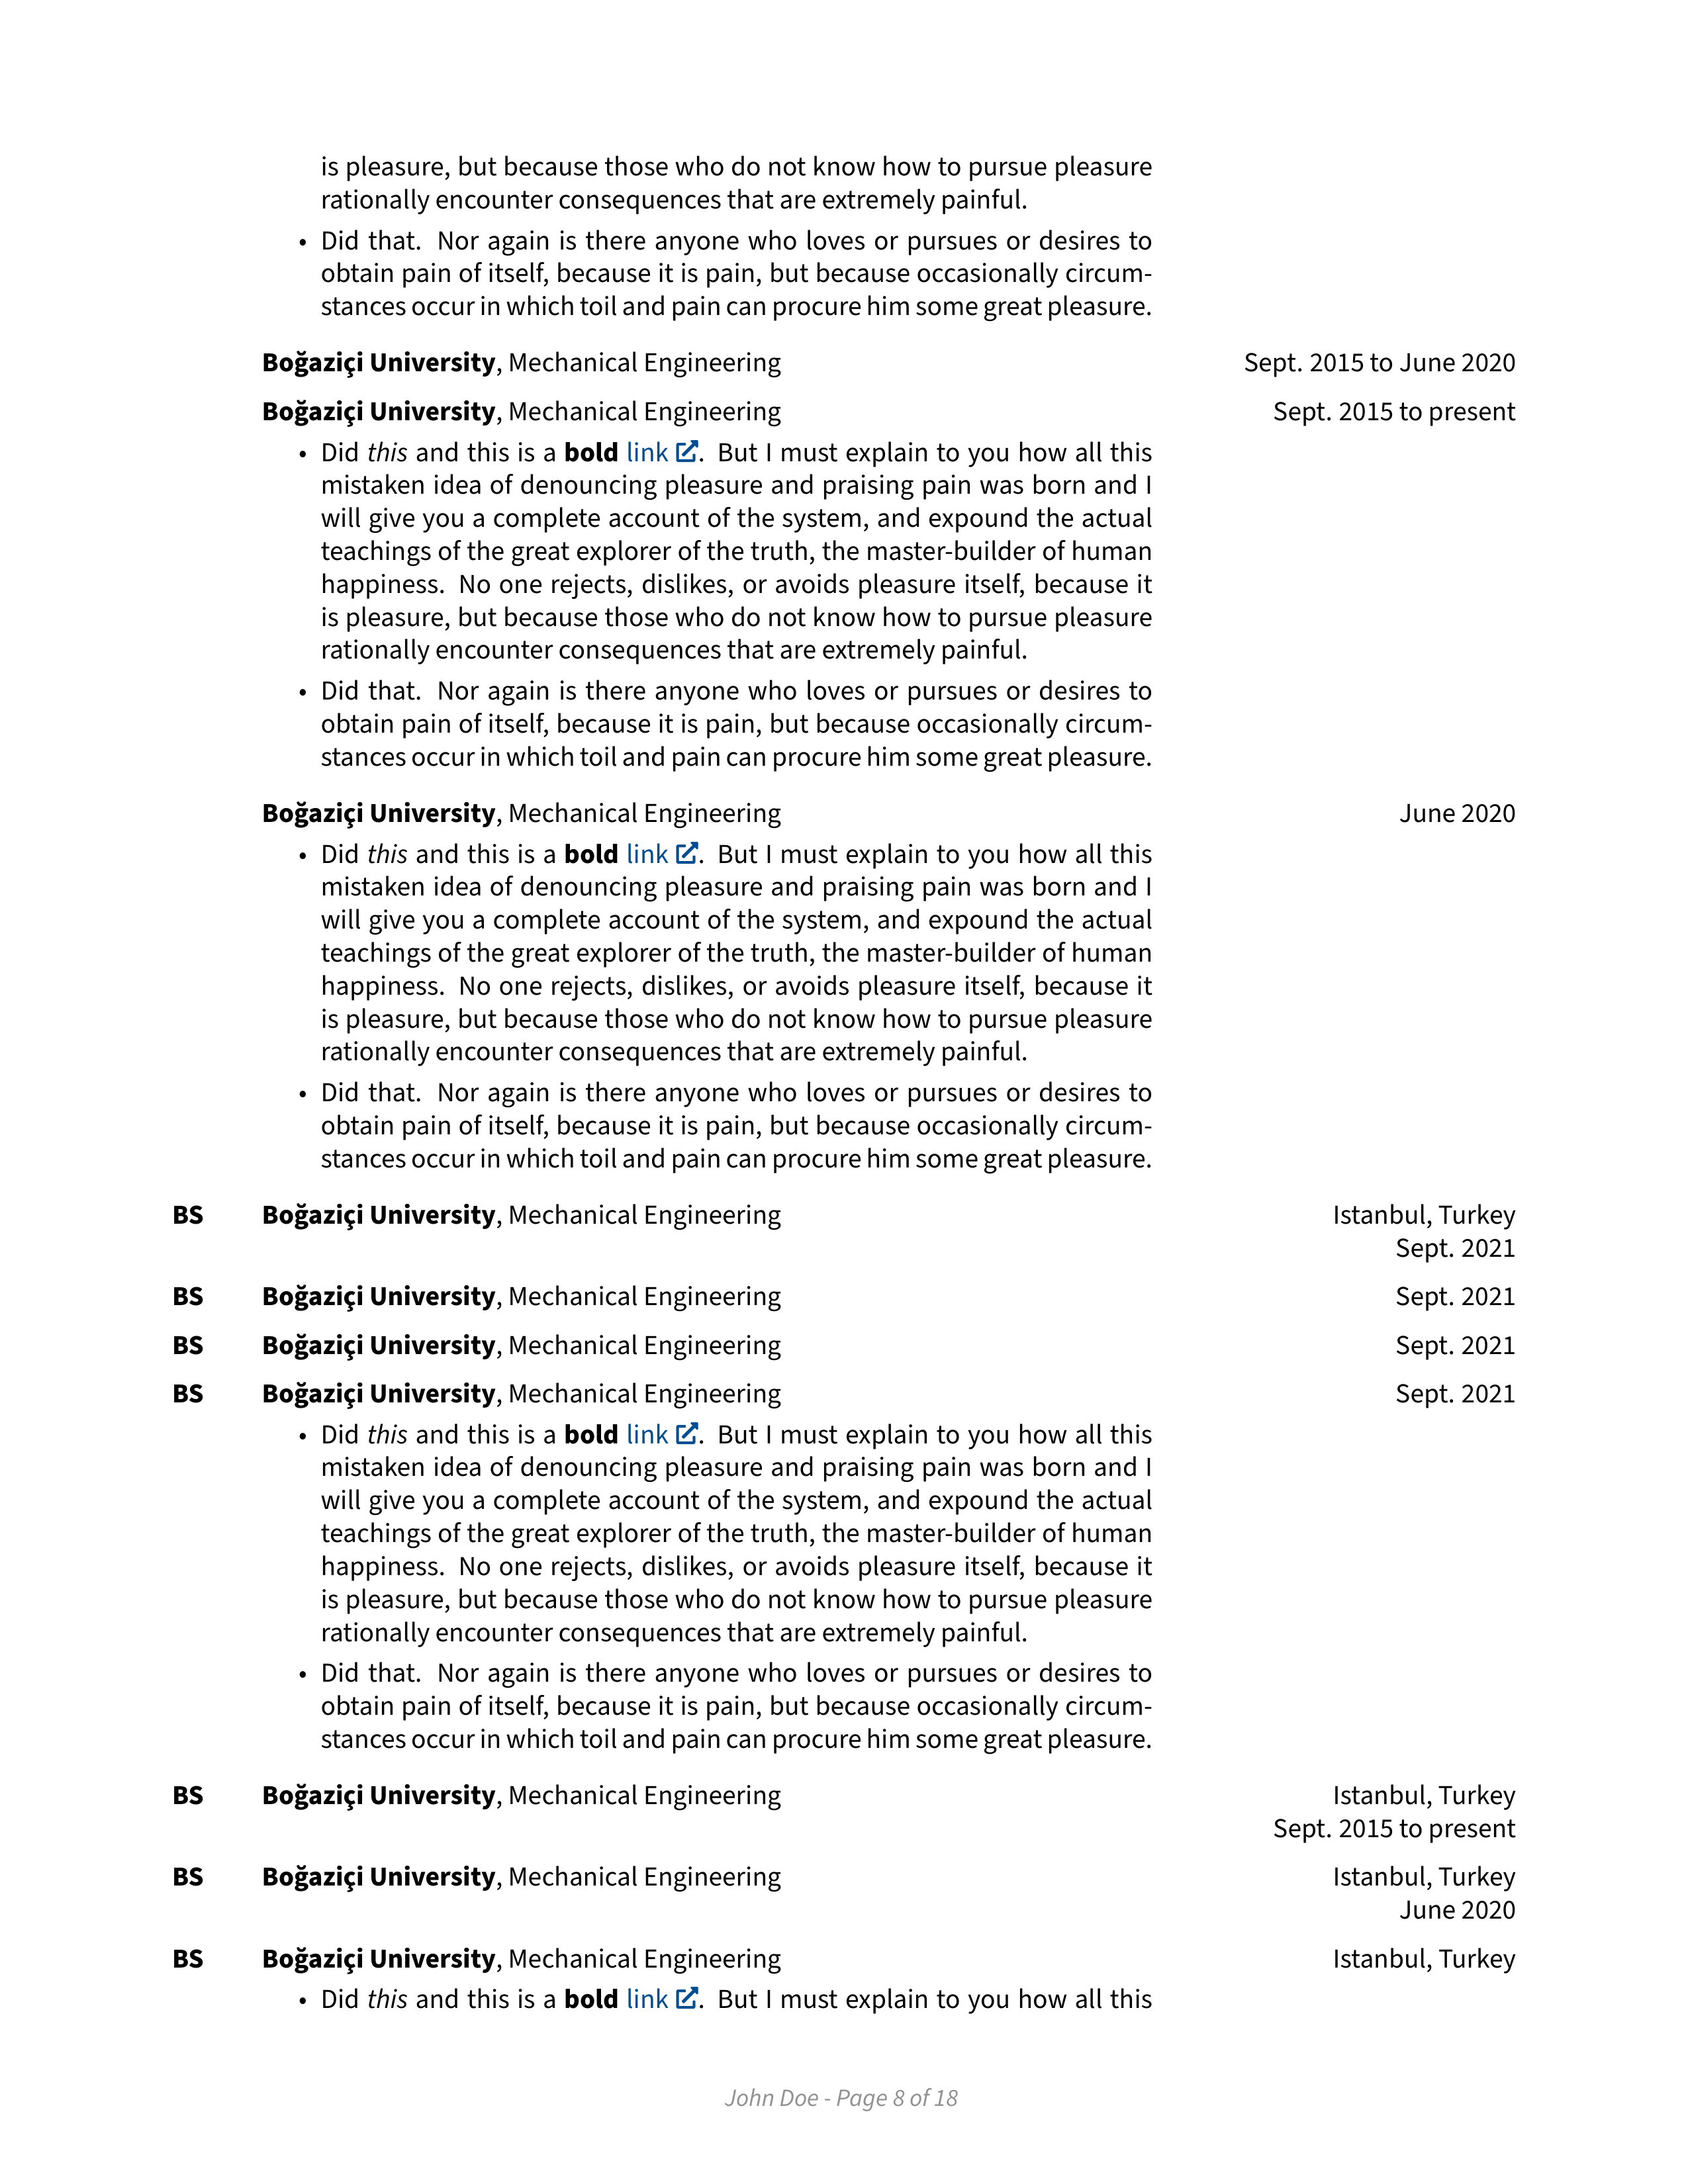 is pleasure, but because those who do not know how to pursue pleasure
rationally encounter consequences that are extremely painful.
• Did that. Nor again is there anyone who loves or pursues or desires to
obtain pain of itself, because it is pain, but because occasionally circum-
stances occur in which toil and pain can procure him some great pleasure.
Boğaziçi University, Mechanical Engineering Sept. 2015 to June 2020
Boğaziçi University, Mechanical Engineering Sept. 2015 to present
• Did this and this is a bold link. But I must explain to you how all this
mistaken idea of denouncing pleasure and praising pain was born and I
will give you a complete account of the system, and expound the actual
teachings of the great explorer of the truth, the master-builder of human
happiness. No one rejects, dislikes, or avoids pleasure itself, because it
is pleasure, but because those who do not know how to pursue pleasure
rationally encounter consequences that are extremely painful.
• Did that. Nor again is there anyone who loves or pursues or desires to
obtain pain of itself, because it is pain, but because occasionally circum-
stances occur in which toil and pain can procure him some great pleasure.
Boğaziçi University, Mechanical Engineering June 2020
• Did this and this is a bold link. But I must explain to you how all this
mistaken idea of denouncing pleasure and praising pain was born and I
will give you a complete account of the system, and expound the actual
teachings of the great explorer of the truth, the master-builder of human
happiness. No one rejects, dislikes, or avoids pleasure itself, because it
is pleasure, but because those who do not know how to pursue pleasure
rationally encounter consequences that are extremely painful.
• Did that. Nor again is there anyone who loves or pursues or desires to
obtain pain of itself, because it is pain, but because occasionally circum-
stances occur in which toil and pain can procure him some great pleasure.
BS Boğaziçi University, Mechanical Engineering Istanbul, Turkey
Sept. 2021
BS Boğaziçi University, Mechanical Engineering Sept. 2021
BS Boğaziçi University, Mechanical Engineering Sept. 2021
BS Boğaziçi University, Mechanical Engineering Sept. 2021
• Did this and this is a bold link. But I must explain to you how all this
mistaken idea of denouncing pleasure and praising pain was born and I
will give you a complete account of the system, and expound the actual
teachings of the great explorer of the truth, the master-builder of human
happiness. No one rejects, dislikes, or avoids pleasure itself, because it
is pleasure, but because those who do not know how to pursue pleasure
rationally encounter consequences that are extremely painful.
• Did that. Nor again is there anyone who loves or pursues or desires to
obtain pain of itself, because it is pain, but because occasionally circum-
stances occur in which toil and pain can procure him some great pleasure.
BS Boğaziçi University, Mechanical Engineering Istanbul, Turkey
Sept. 2015 to present
BS Boğaziçi University, Mechanical Engineering Istanbul, Turkey
June 2020
BS Boğaziçi University, Mechanical Engineering Istanbul, Turkey
• Did this and this is a bold link. But I must explain to you how all this
John Doe - Page 8 of 18